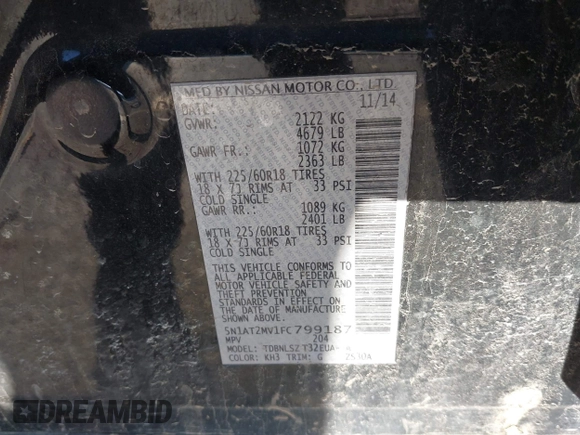 MFD BY NISSAN MOTOR CO., LTD.
DATE: 11/14
GVWR: 2122 KG
4679 LB
GAWR FR.: 1072 KG
2363 LB
WITH 225/60R18 TIRES
18 X 7J RIMS AT 33 PSI
COLD SINGLE
GAWR RR.: 1089 KG
2401 LB
WITH 225/60R18 TIRES
18 X 7J RIMS AT 33 PSI
COLD SINGLE
THIS VEHICLE CONFORMS TO
ALL APPLICABLE FEDERAL
MOTOR VEHICLE SAFETY AND
THEFT PREVENTION
STANDARDS IN EFFECT ON
THE DATE OF MANUFACTURE
SHOWN ABOVE.
5N1AT2MV1FC799187
MPV 204
MODEL:
COLOR: KH3 TRIM: G
DREAMBID